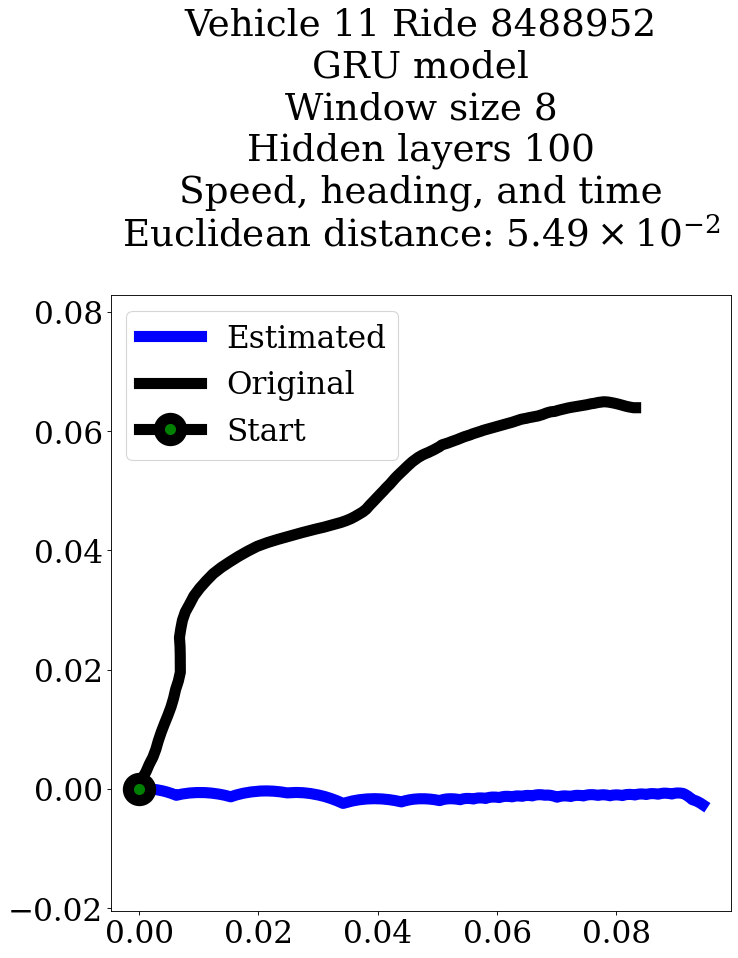 Vehicle 11 Ride 8488952
GRU model
Window size 8
Hidden layers 100
Speed, heading, and time
Euclidean distance: 5.49 × 10⁻²
Estimated
Original
Start
0.08
0.06
0.04
0.02
0.00
−0.02
0.00 0.02 0.04 0.06 0.08